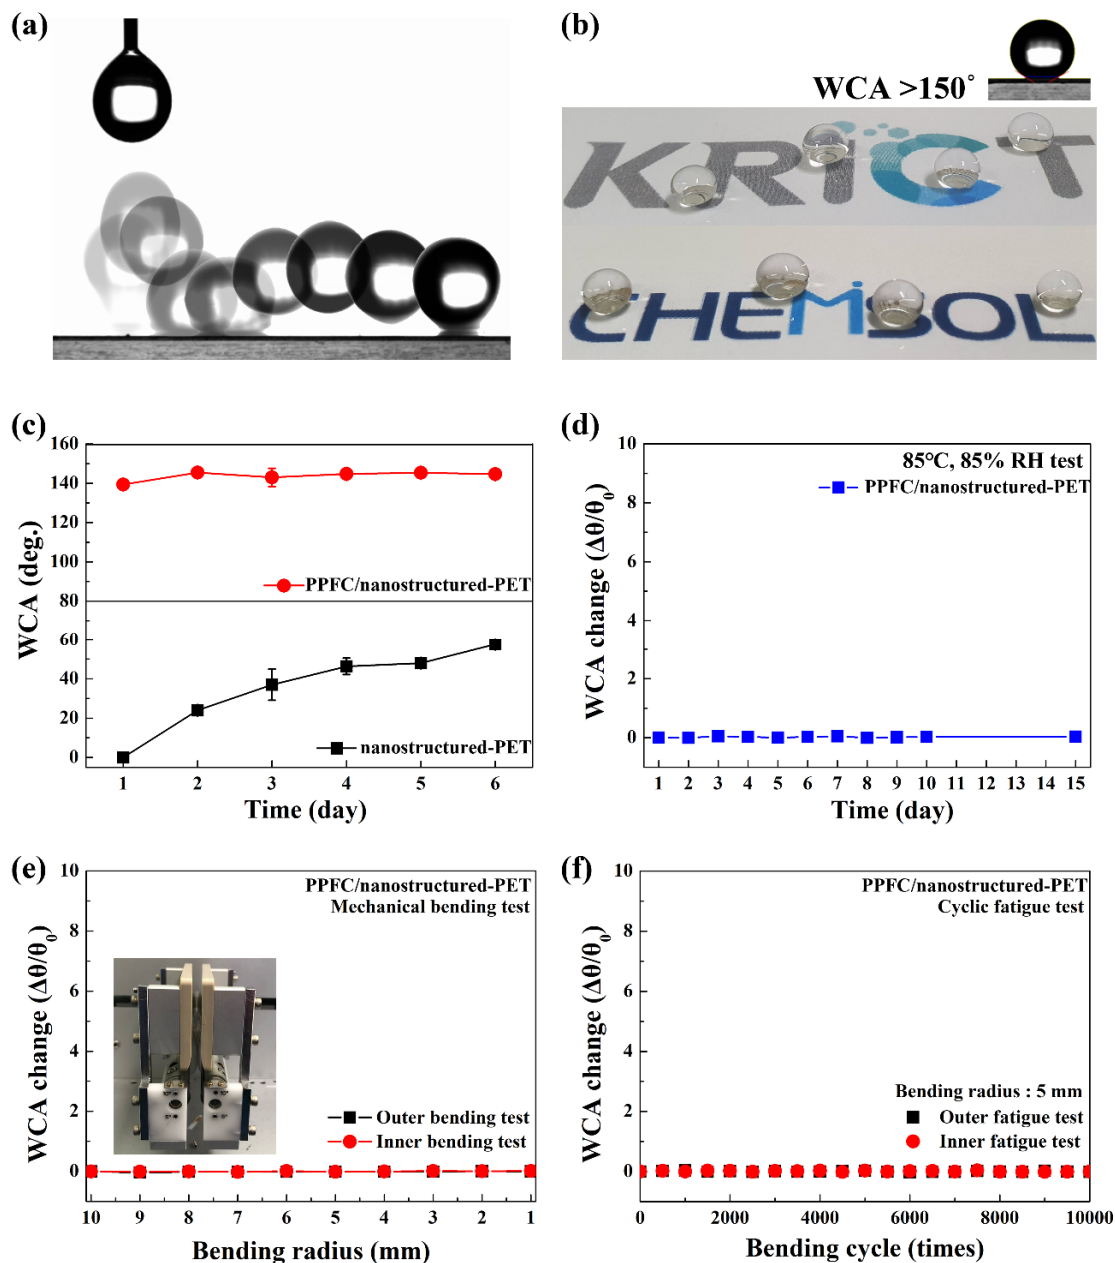 (a)
(b)
WCA >150°
KRICT
CHEMSOL
(c)
160
140
120
100
80
60
40
20
0
WCA (deg.)
PPFC/nanostructured-PET
nanostructured-PET
1 2 3 4 5 6
Time (day)
(d)
10
8
6
4
2
0
WCA change (Δθ/θ0)
85℃, 85% RH test
PPFC/nanostructured-PET
1 2 3 4 5 6 7 8 9 10 11 12 13 14 15
Time (day)
(e)
10
8
6
4
2
0
WCA change (Δθ/θ0)
PPFC/nanostructured-PET
Mechanical bending test
Outer bending test
Inner bending test
10 9 8 7 6 5 4 3 2 1
Bending radius (mm)
(f)
10
8
6
4
2
0
WCA change (Δθ/θ0)
PPFC/nanostructured-PET
Cyclic fatigue test
Bending radius : 5 mm
Outer fatigue test
Inner fatigue test
0 2000 4000 6000 8000 10000
Bending cycle (times)